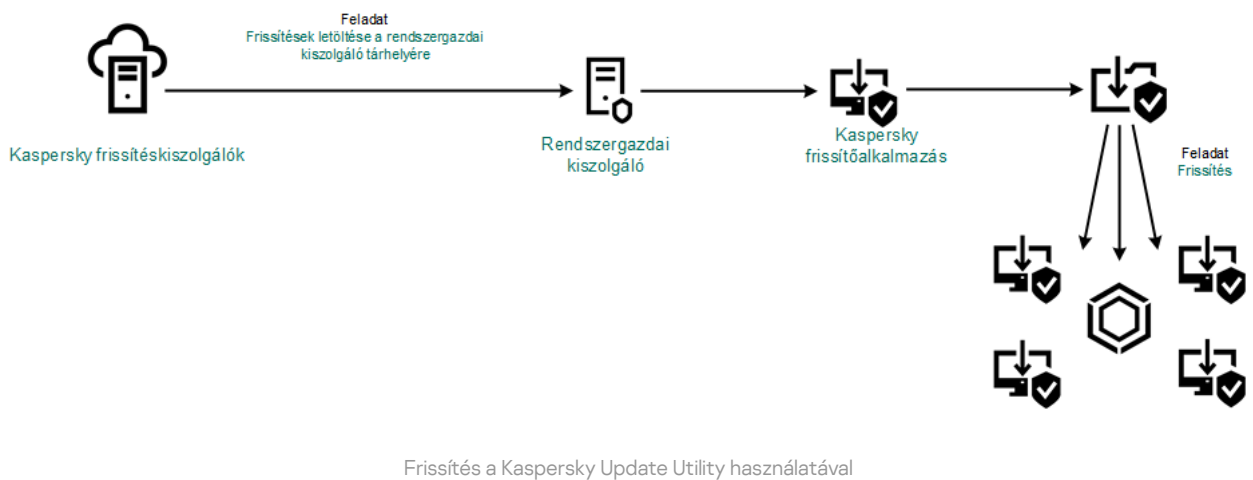 Feladat
Frissítések letöltése a rendszergazdai
kiszolgáló tárhelyére
Kaspersky frissítéskiszolgálók
Rendszergazdai
kiszolgáló
Kaspersky
frissítőalkalmazás
Feladat
Frissítés
Frissítés a Kaspersky Update Utility használatával